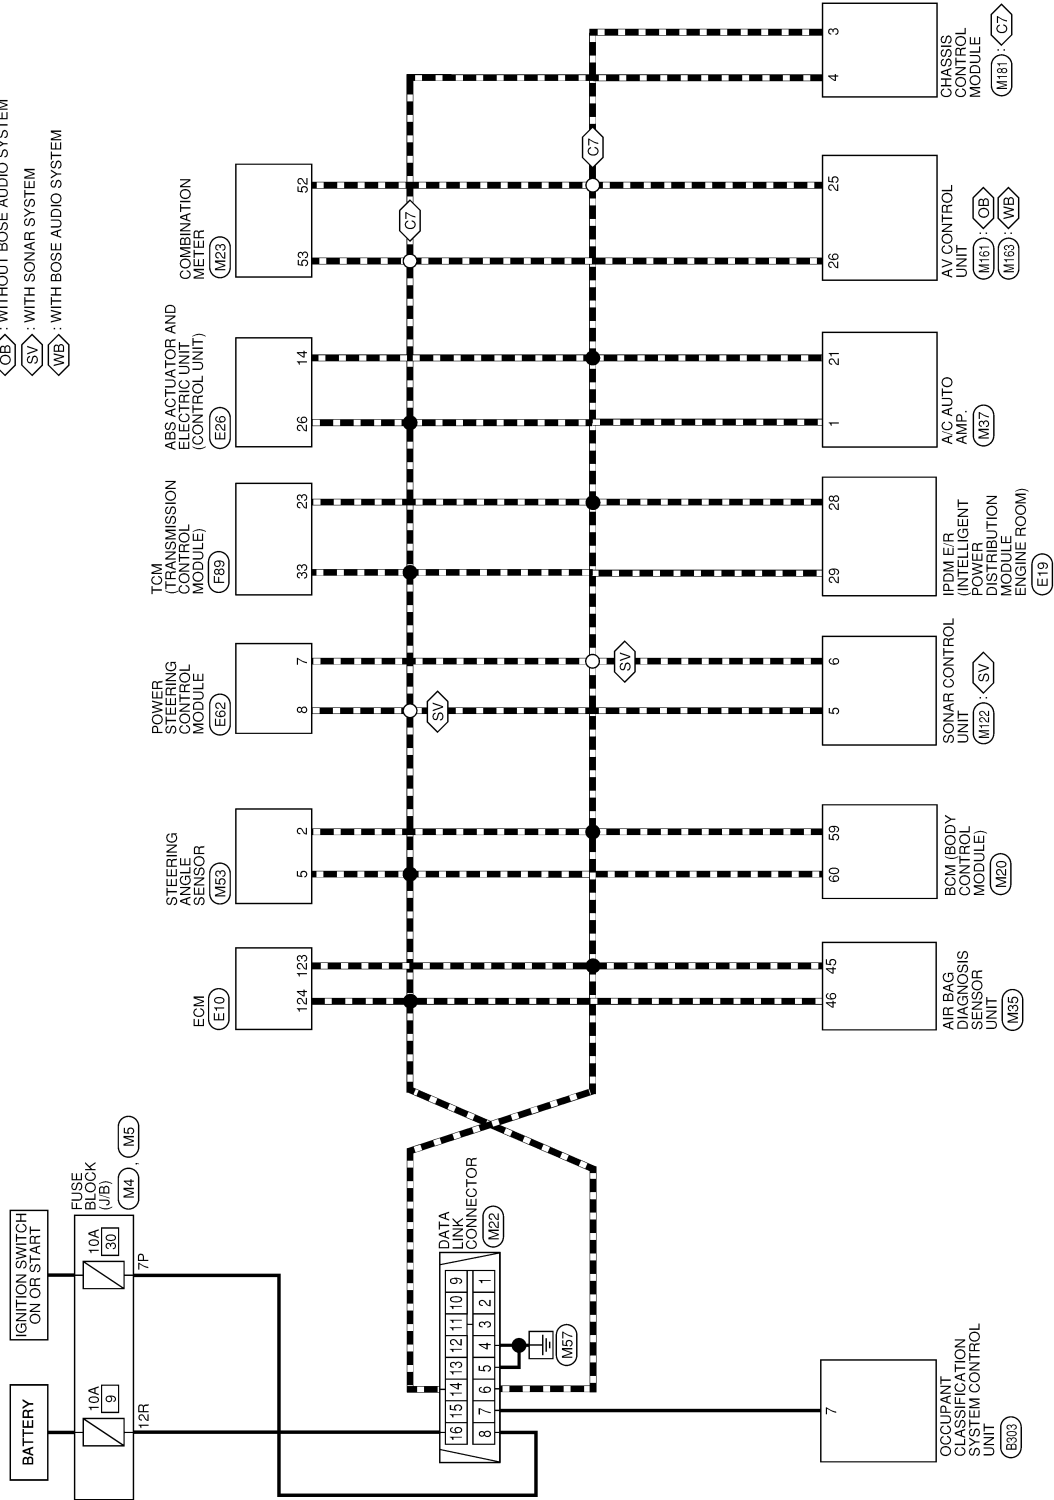 OB : WITHOUT BOSE AUDIO SYSTEM
SV : WITH SONAR SYSTEM
WB : WITH BOSE AUDIO SYSTEM
BATTERY
IGNITION SWITCH
ON OR START
10A
9
10A
30
FUSE
BLOCK
(J/B)
M4 , M5
12R
7P
DATA
LINK
CONNECTOR
M22
16 15 14 13 12 11 10 9
8 7 6 5 4 3 2 1
M57
7
OCCUPANT
CLASSIFICATION
SYSTEM CONTROL
UNIT
B303
ECM
E10
124 123
STEERING
ANGLE
SENSOR
M53
5 2
POWER
STEERING
CONTROL
MODULE
E62
8 7
TCM
(TRANSMISSION
CONTROL
MODULE)
F89
33 23
ABS ACTUATOR AND
ELECTRIC UNIT
(CONTROL UNIT)
E26
26 14
COMBINATION
METER
M23
53 52
SV
C7
SV
C7
46 45
AIR BAG
DIAGNOSIS
SENSOR
UNIT
M35
60 59
BCM (BODY
CONTROL
MODULE)
M20
5 6
SONAR CONTROL
UNIT
M122 : SV
29 28
IPDM E/R
(INTELLIGENT
POWER
DISTRIBUTION
MODULE
ENGINE ROOM)
E19
1 21
A/C AUTO
AMP.
M37
26 25
AV CONTROL
UNIT
M161 : OB
M163 : WB
4 3
CHASSIS
CONTROL
MODULE
M181 : C7